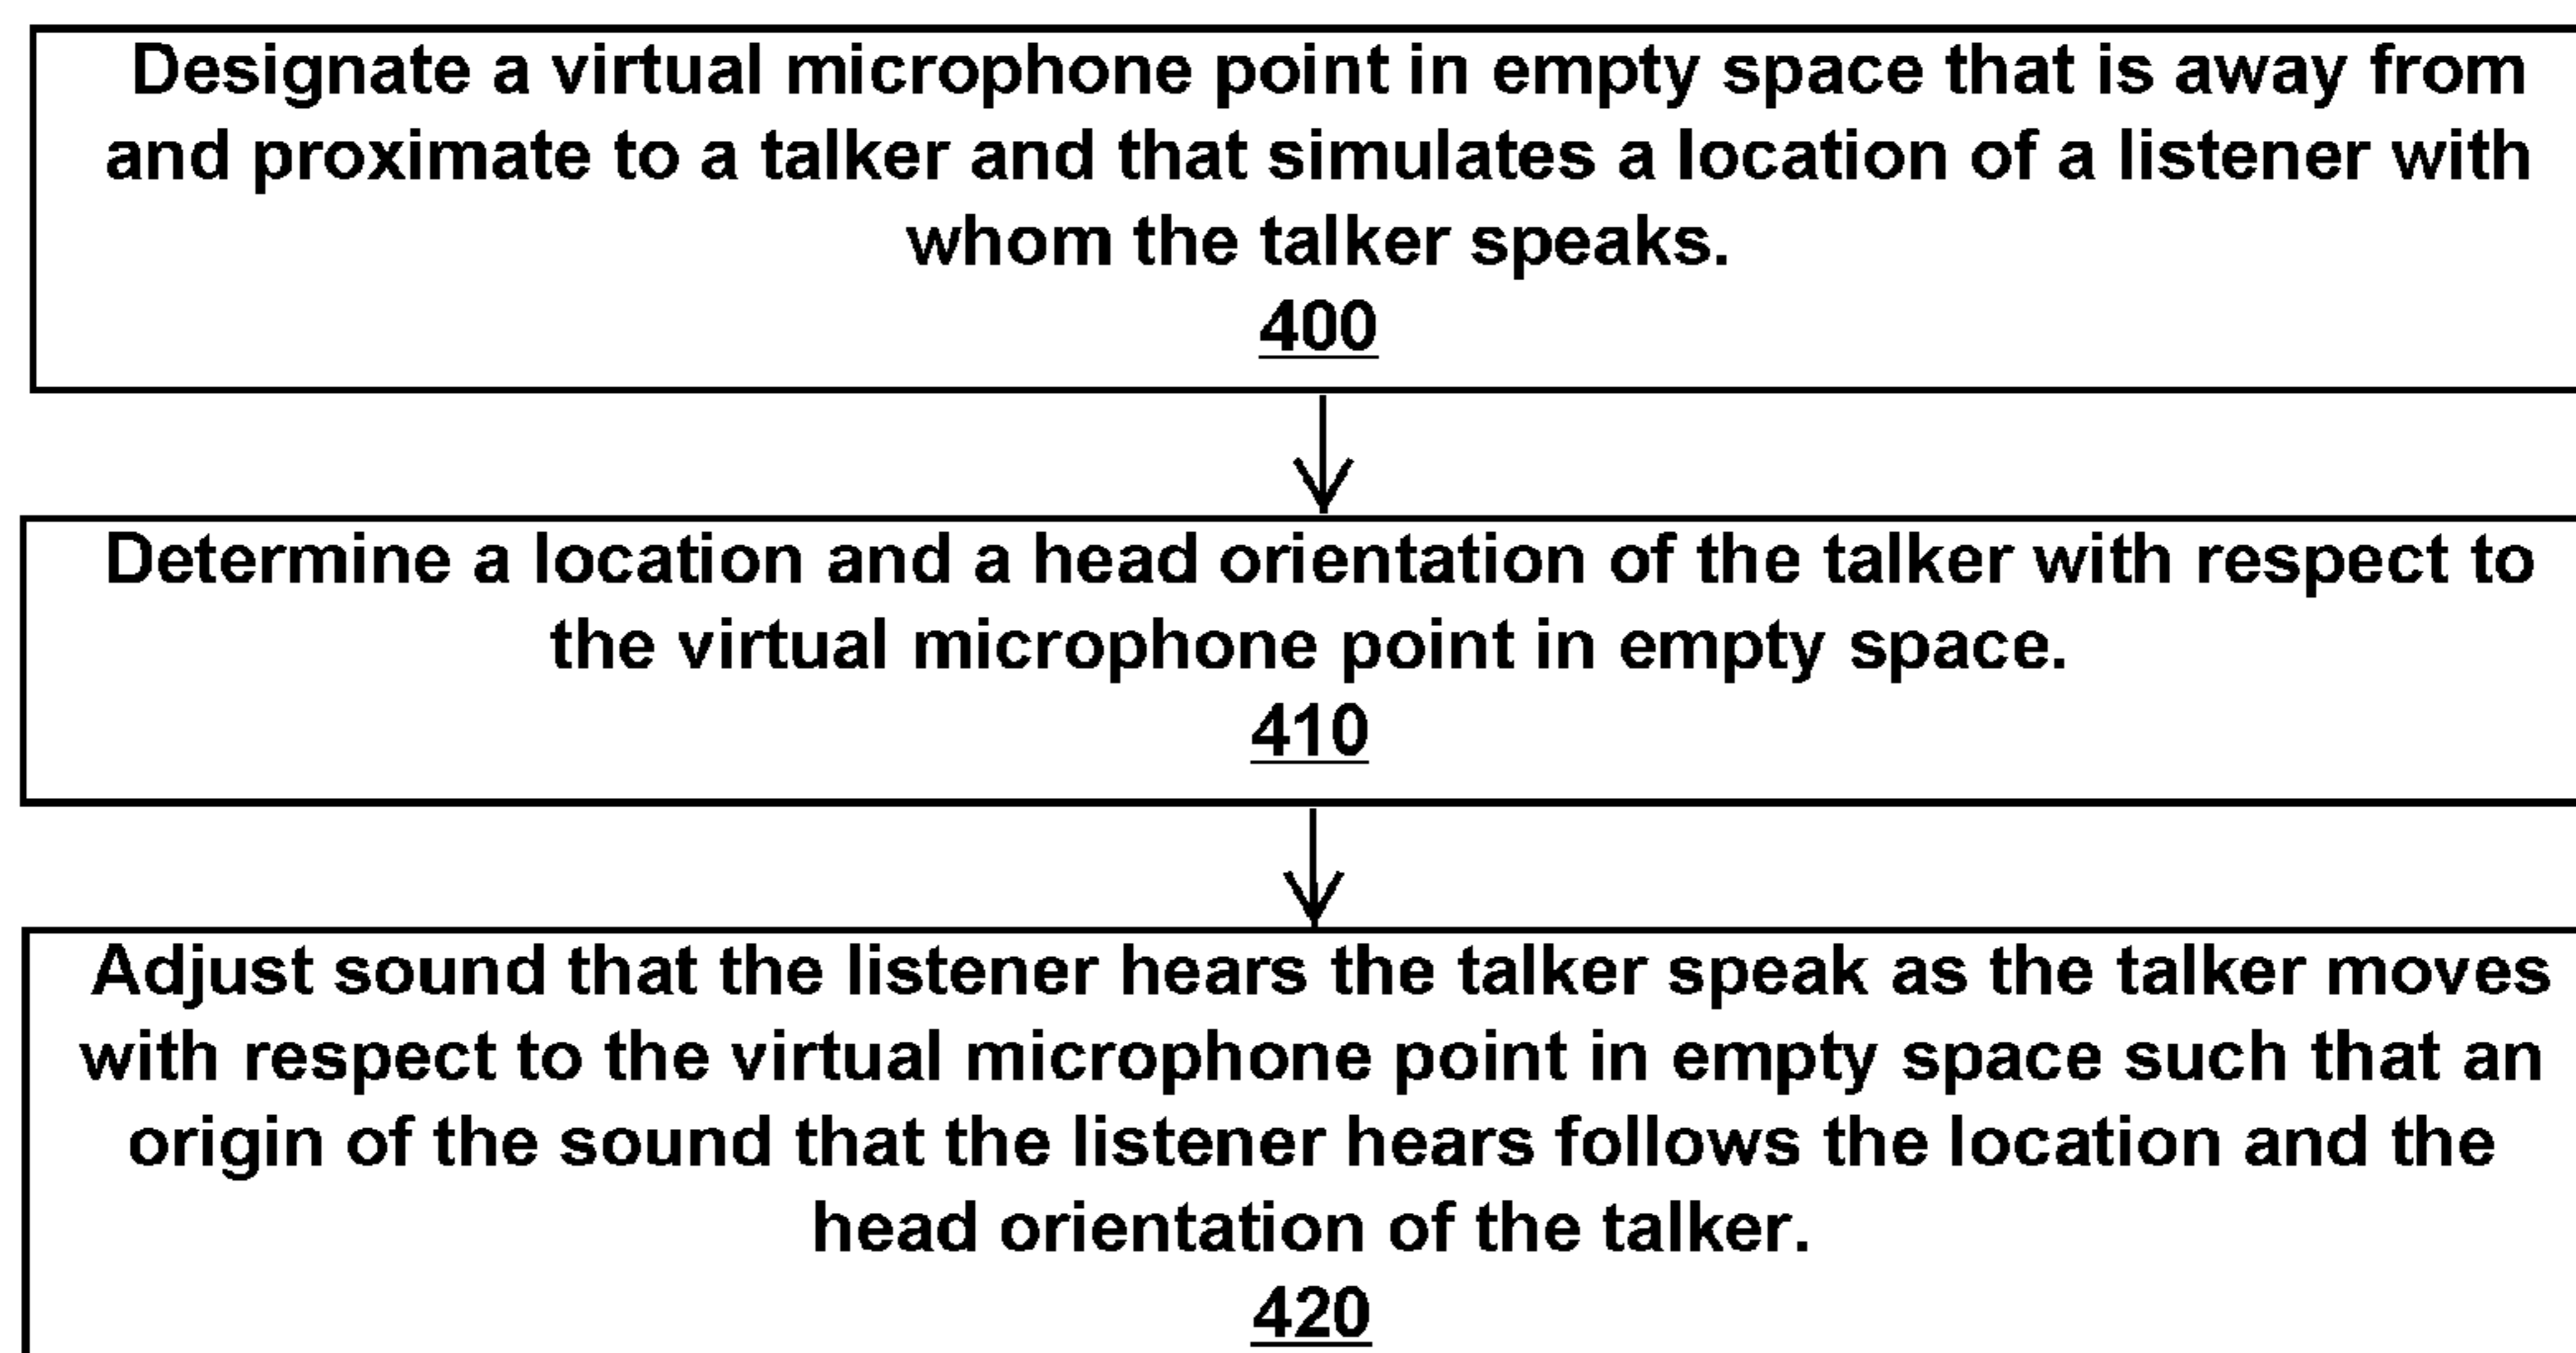 Designate a virtual microphone point in empty space that is away from
and proximate to a talker and that simulates a location of a listener with
whom the talker speaks.
400
Determine a location and a head orientation of the talker with respect to
the virtual microphone point in empty space.
410
Adjust sound that the listener hears the talker speak as the talker moves
with respect to the virtual microphone point in empty space such that an
origin of the sound that the listener hears follows the location and the
head orientation of the talker.
420